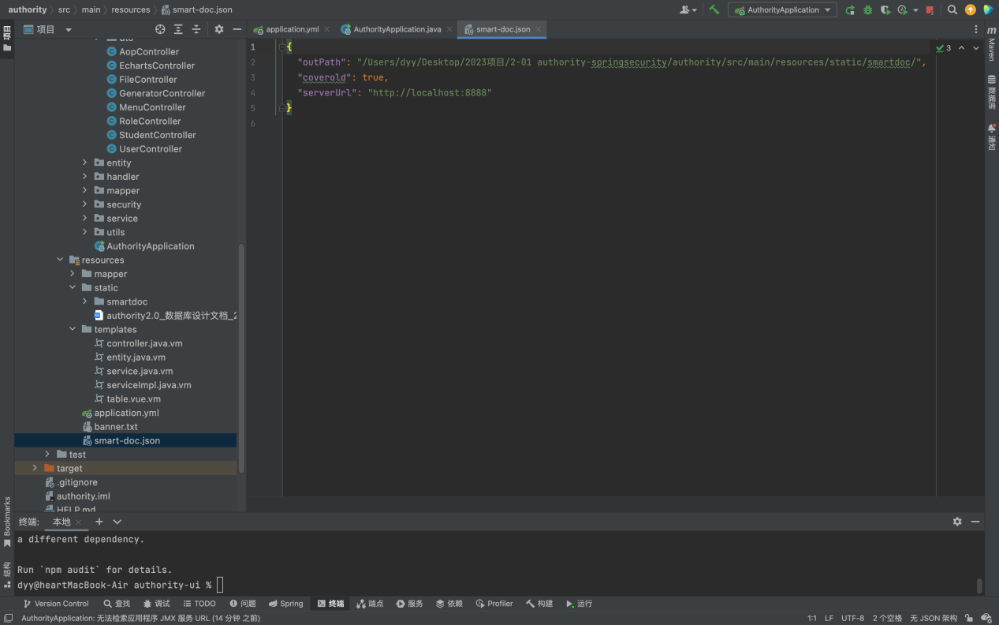 authority 〉 src 〉 main 〉 resources 〉 smart-doc.json
AuthorityApplication
项目
application.yml
AuthorityApplication.java
smart-doc.json
项目
AopController
EchartsController
FileController
GeneratorController
MenuController
RoleController
StudentController
UserController
entity
handler
mapper
security
service
utils
AuthorityApplication
resources
mapper
static
smartdoc
authority2.0_数据库设计文档_2
templates
controller.java.vm
entity.java.vm
service.java.vm
serviceImpl.java.vm
table.vue.vm
application.yml
banner.txt
smart-doc.json
test
target
.gitignore
authority.iml
HELP.md
1 {
2 "outPath": "/Users/dyy/Desktop/2023项目/2-01 authority-springsecurity/authority/src/main/resources/static/smartdoc/",
3 "coverold": true,
4 "serverUrl": "http://localhost:8888"
5 }
6
3
m
Maven
数据库
通知
Bookmarks
结构
终端: 本地
a different dependency.
Run `npm audit` for details.
dyy@heartMacBook-Air authority-ui %
Version Control 查找 调试 TODO 问题 Spring 终端 端点 服务 依赖 Profiler 构建 运行
AuthorityApplication: 无法检索应用程序 JMX 服务 URL (14 分钟 之前)
1:1 LF UTF-8 2 个空格 无 JSON 架构